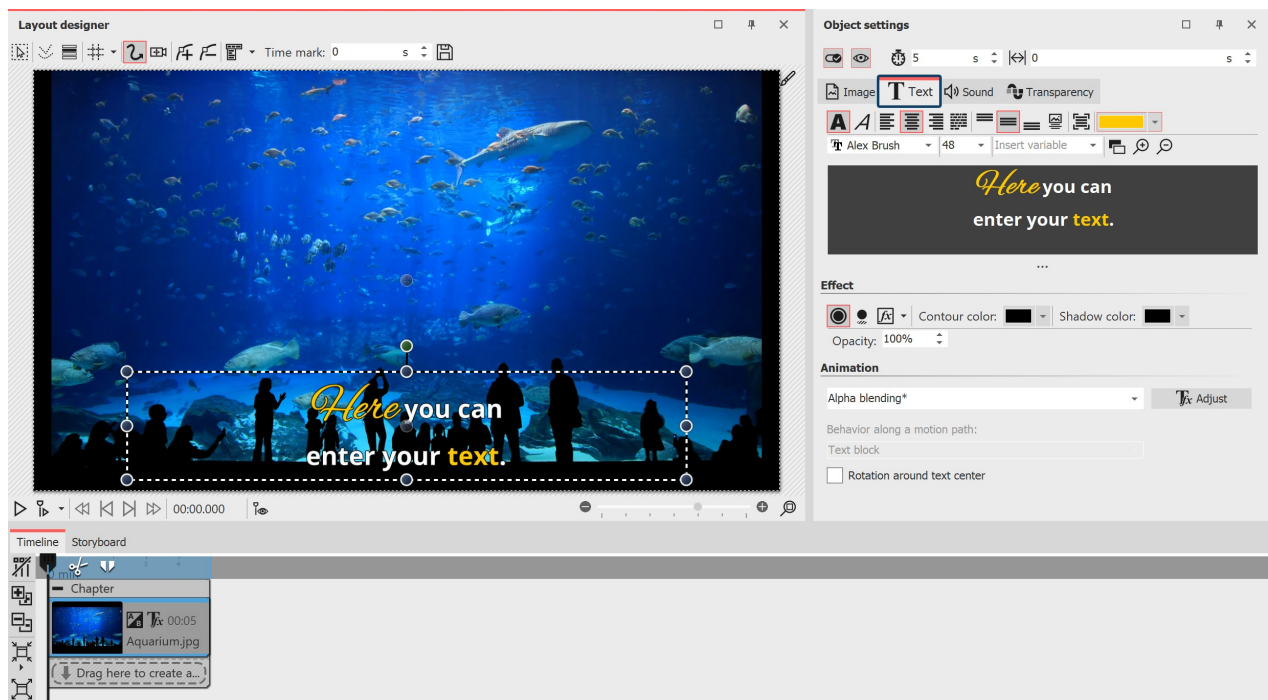 Layout designer
Time mark: 0 s
Here you can
enter your text.
00:00.000
Object settings
5 s 0 s
Image Text Sound Transparency
Alex Brush 48 Insert variable
Here you can
enter your text.
...
Effect
fx Contour color: Shadow color:
Opacity: 100%
Animation
Alpha blending* Adjust
Behavior along a motion path:
Text block
Rotation around text center
Timeline Storyboard
Chapter
00:05
Aquarium.jpg
Drag here to create a...